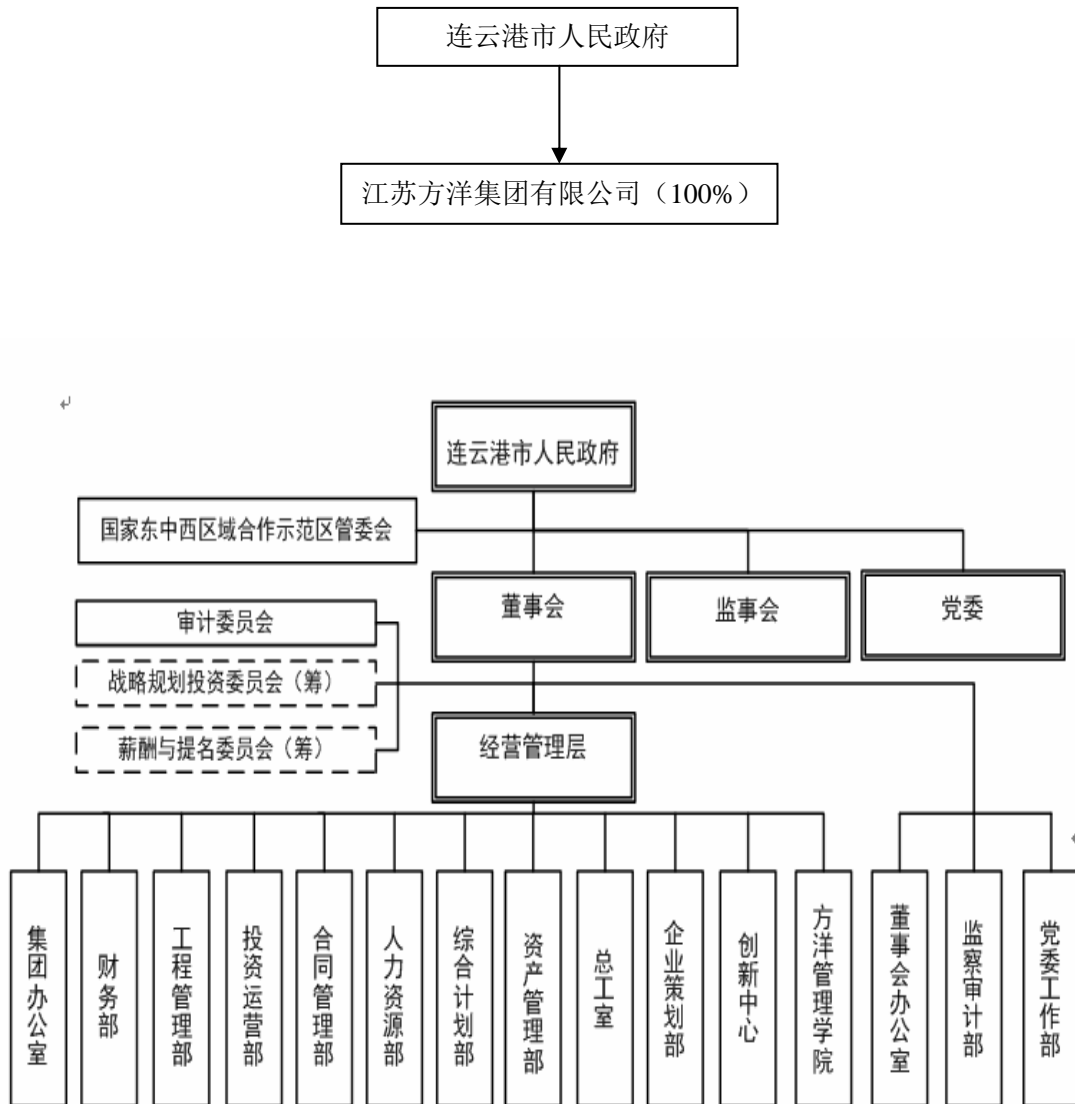 连云港市人民政府
江苏方洋集团有限公司（100%）
连云港市人民政府
国家东中西区域合作示范区管委会
董事会
监事会
党委
审计委员会
战略规划投资委员会（筹）
薪酬与提名委员会（筹）
经营管理层
集团办公室
财务部
工程管理部
投资运营部
合同管理部
人力资源部
综合计划部
资产管理部
总工室
企业策划部
创新中心
方洋管理学院
董事会办公室
监察审计部
党委工作部